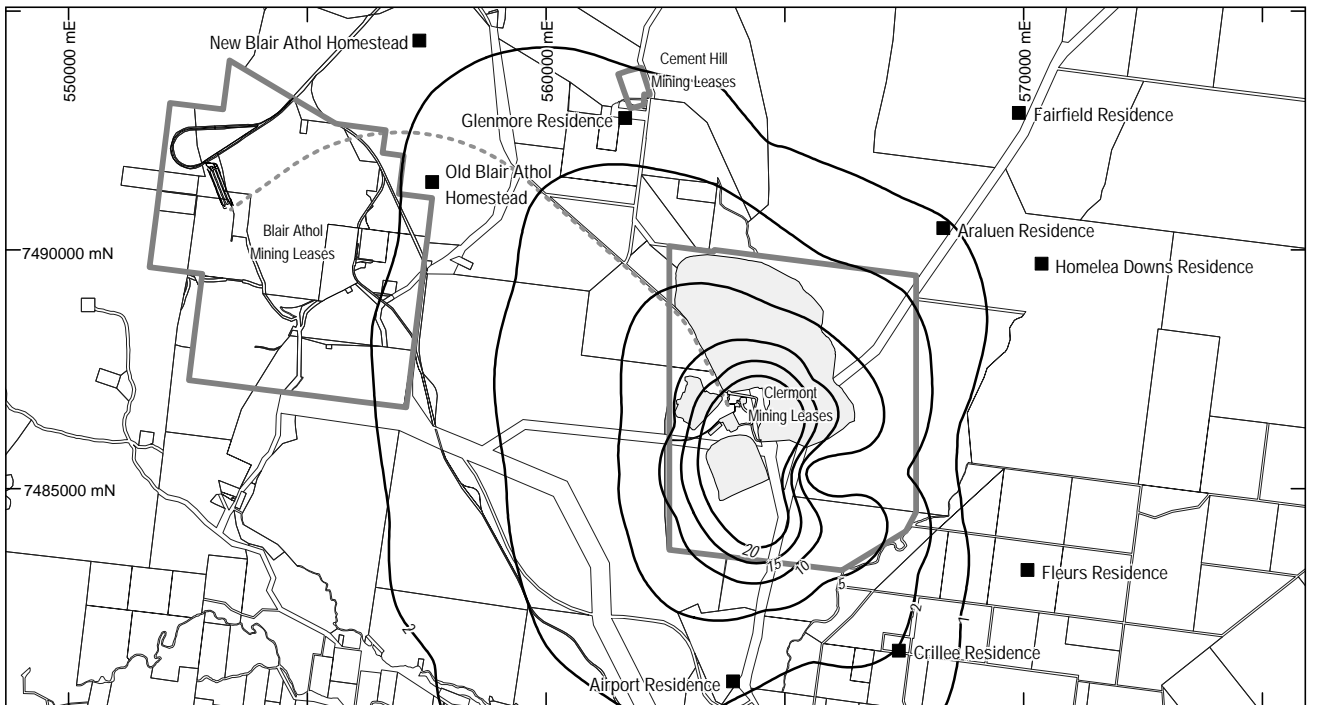 550000 mE
560000 mE
570000 mE
New Blair Athol Homestead
Cement Hill
Mining Leases
Glenmore Residence
Fairfield Residence
Old Blair Athol
Homestead
Blair Athol
Mining Leases
Araluen Residence
7490000 mN
Homelea Downs Residence
Clermont
Mining Leases
7485000 mN
20
15
10
5
2
1
2
Fleurs Residence
Crillee Residence
Airport Residence